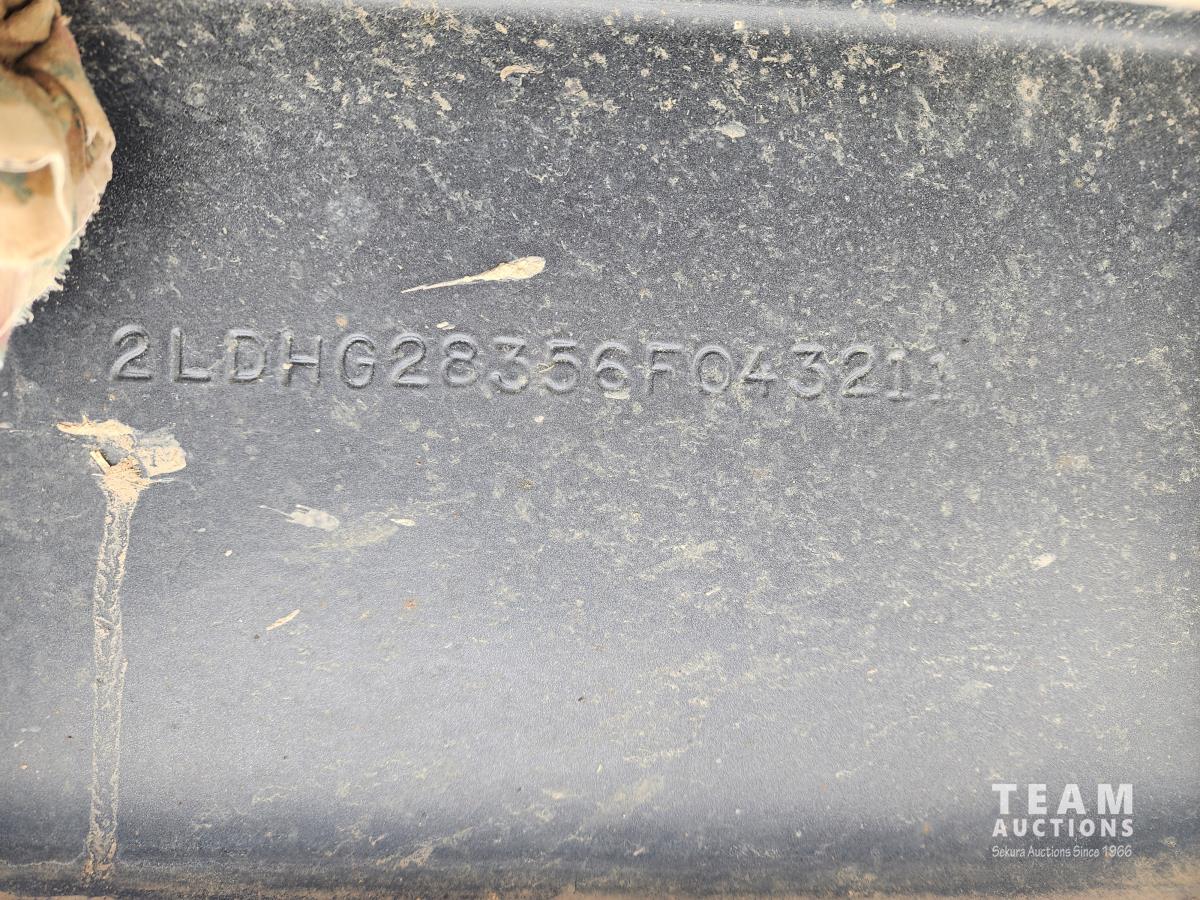 2LDHG28356F043211
TEAM
AUCTIONS
Sekura Auctions Since 1966